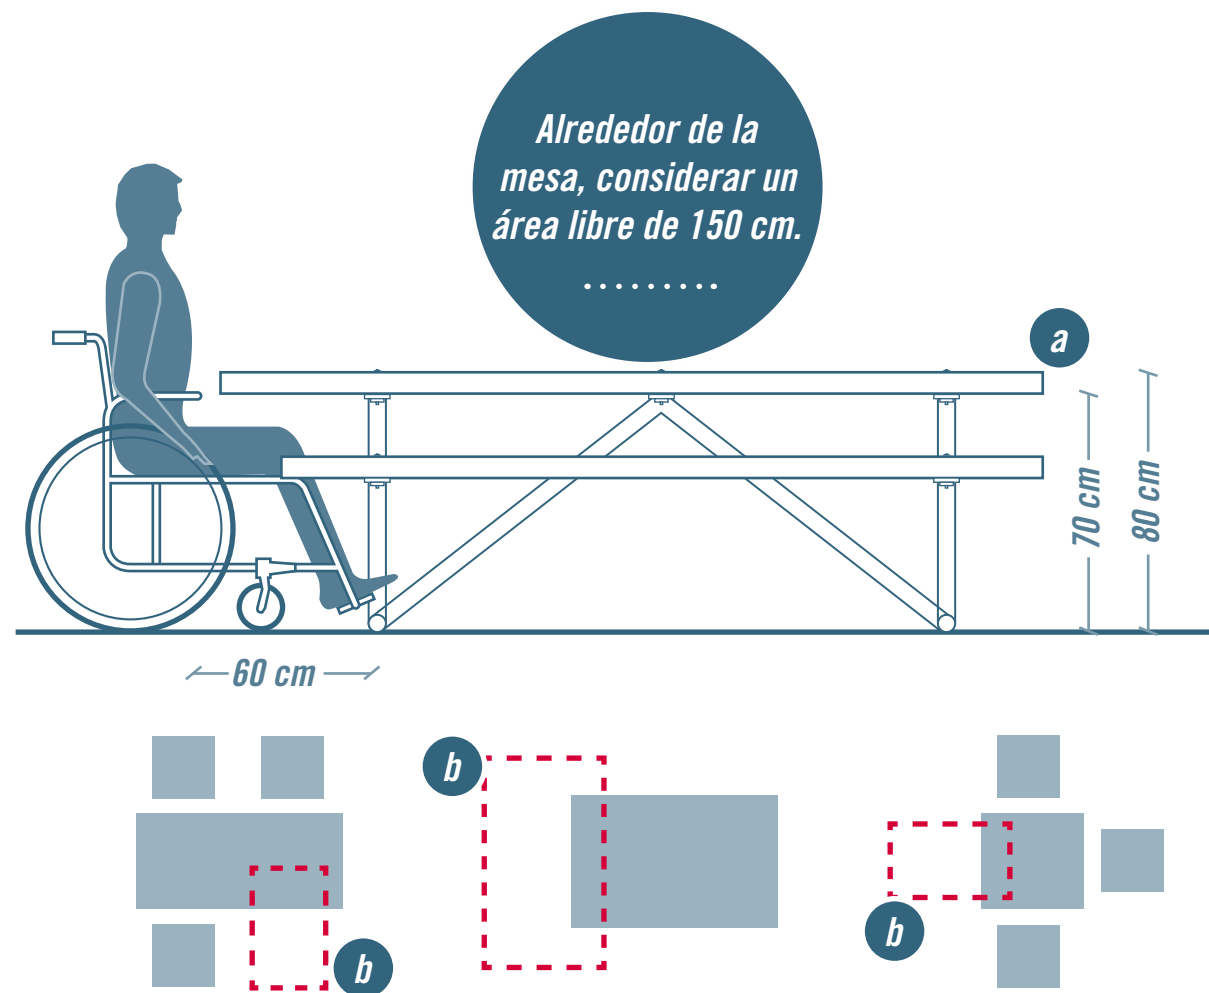 Alrededor de la
mesa, considerar un
área libre de 150 cm.
.........
a
70 cm
80 cm
60 cm
b
b
b